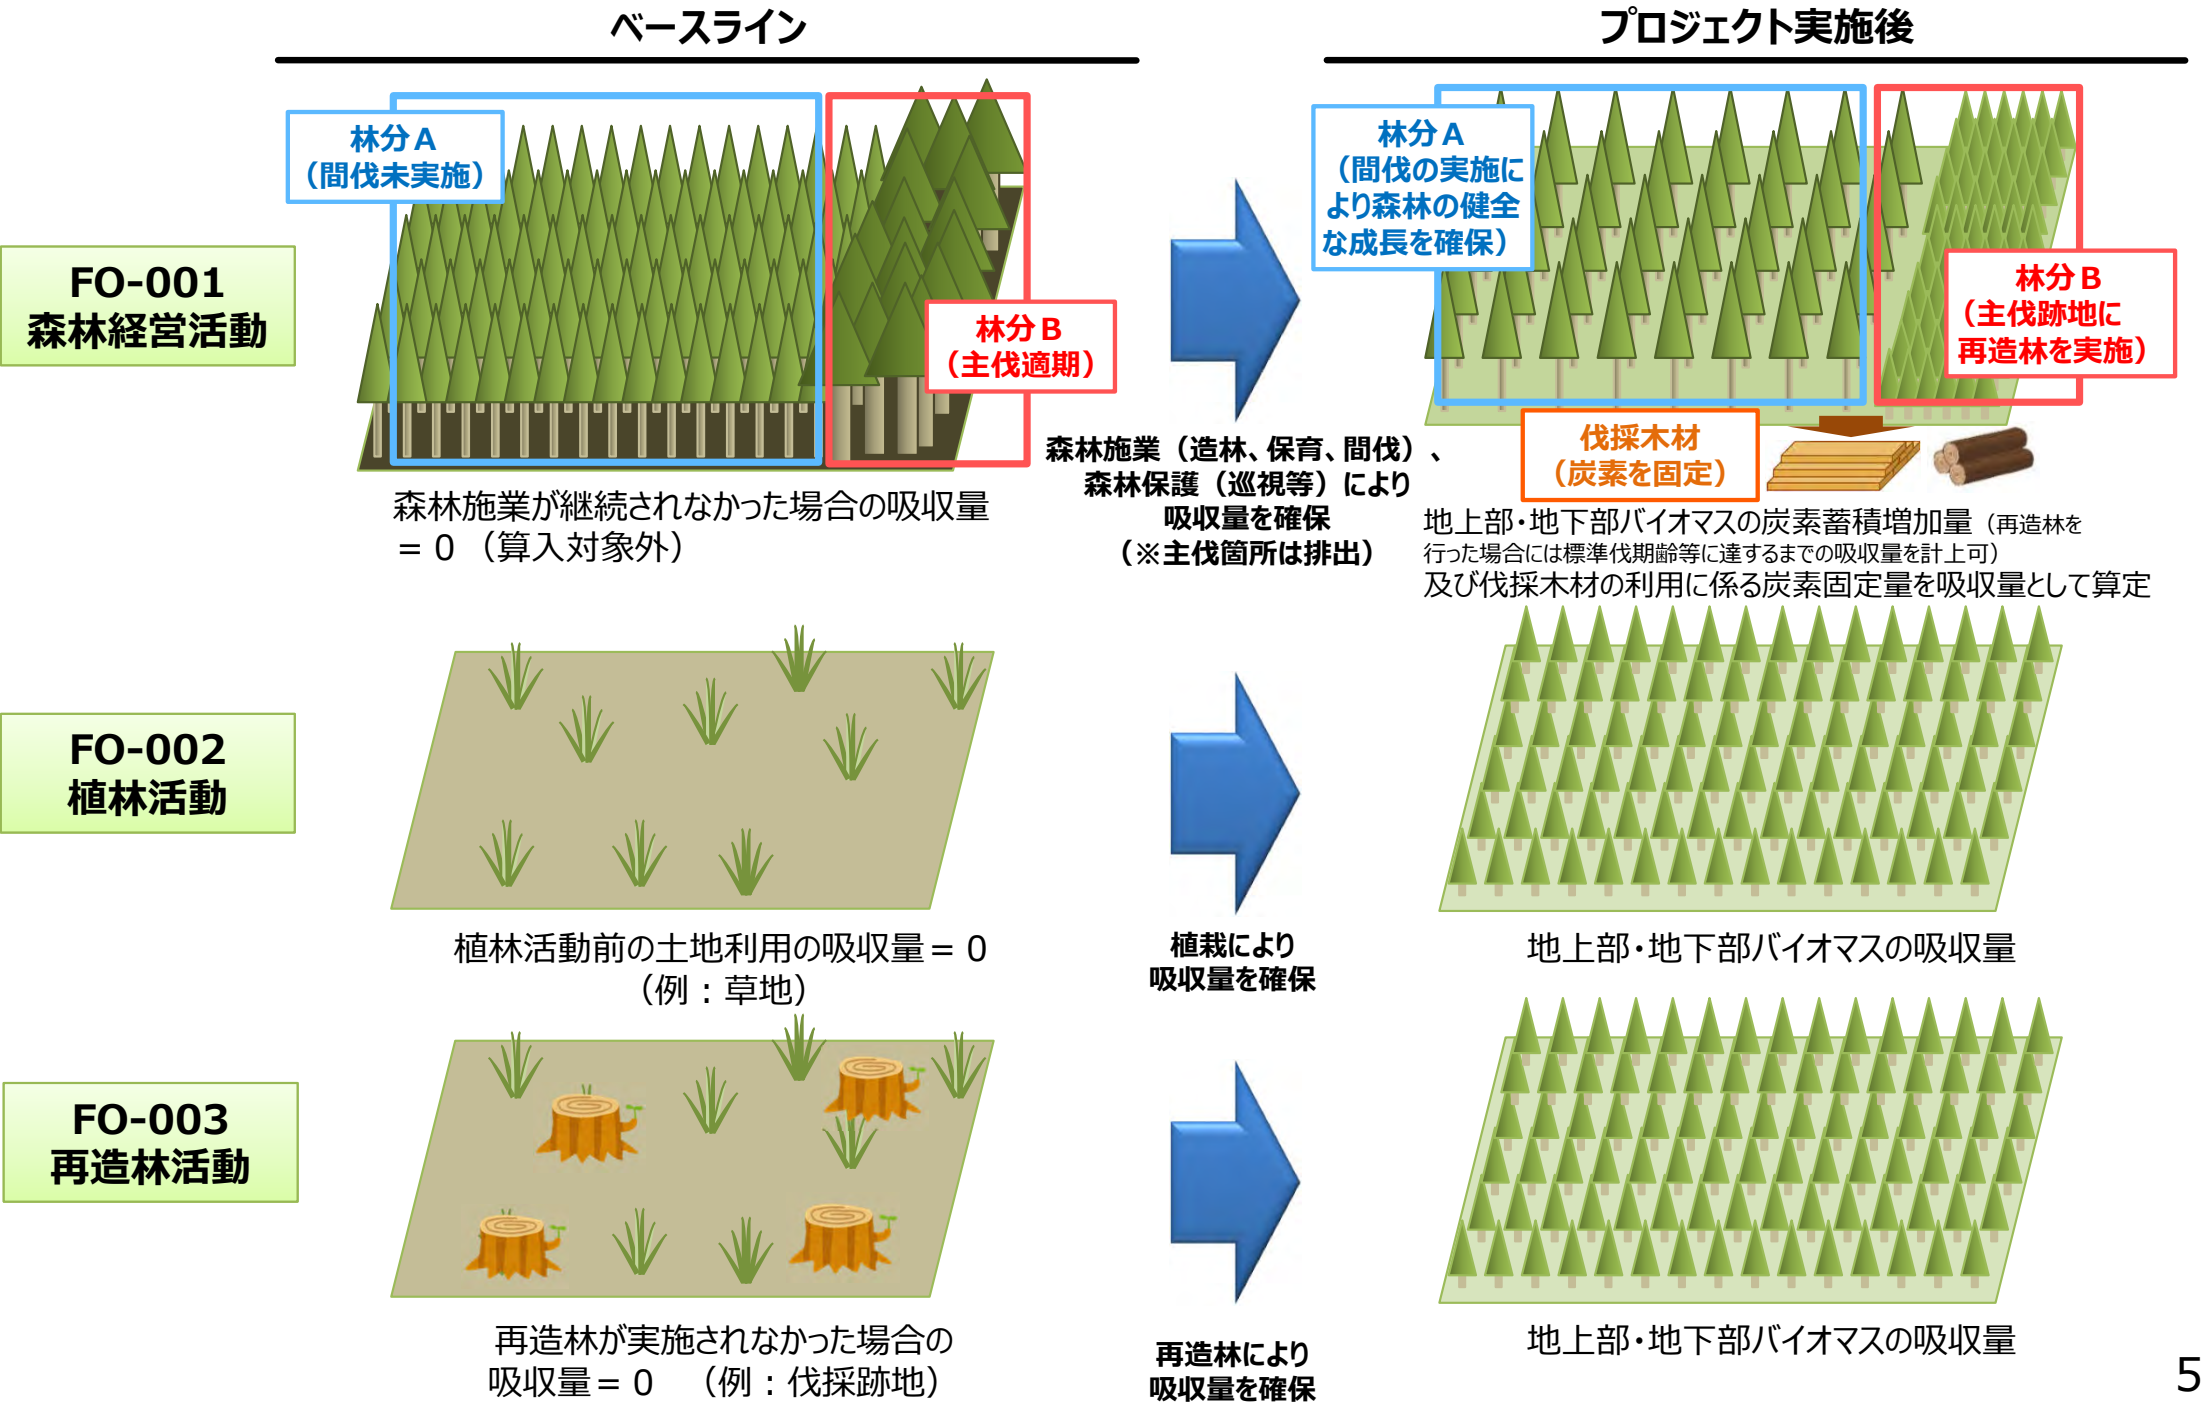 ベースライン
プロジェクト実施後
FO-001
森林経営活動
林分A
（間伐未実施）
林分B
（主伐適期）
森林施業が継続されなかった場合の吸収量
= 0 （算入対象外）
森林施業（造林、保育、間伐）、
森林保護（巡視等）により
吸収量を確保
（※主伐箇所は排出）
林分A
（間伐の実施に
より森林の健全
な成長を確保）
林分B
（主伐跡地に
再造林を実施）
伐採木材
（炭素を固定）
地上部・地下部バイオマスの炭素蓄積増加量（再造林を
行った場合には標準伐期齢等に達するまでの吸収量を計上可）
及び伐採木材の利用に係る炭素固定量を吸収量として算定
FO-002
植林活動
植林活動前の土地利用の吸収量= 0
（例：草地）
植栽により
吸収量を確保
地上部・地下部バイオマスの吸収量
FO-003
再造林活動
再造林が実施されなかった場合の
吸収量= 0 （例：伐採跡地）
再造林により
吸収量を確保
地上部・地下部バイオマスの吸収量
5